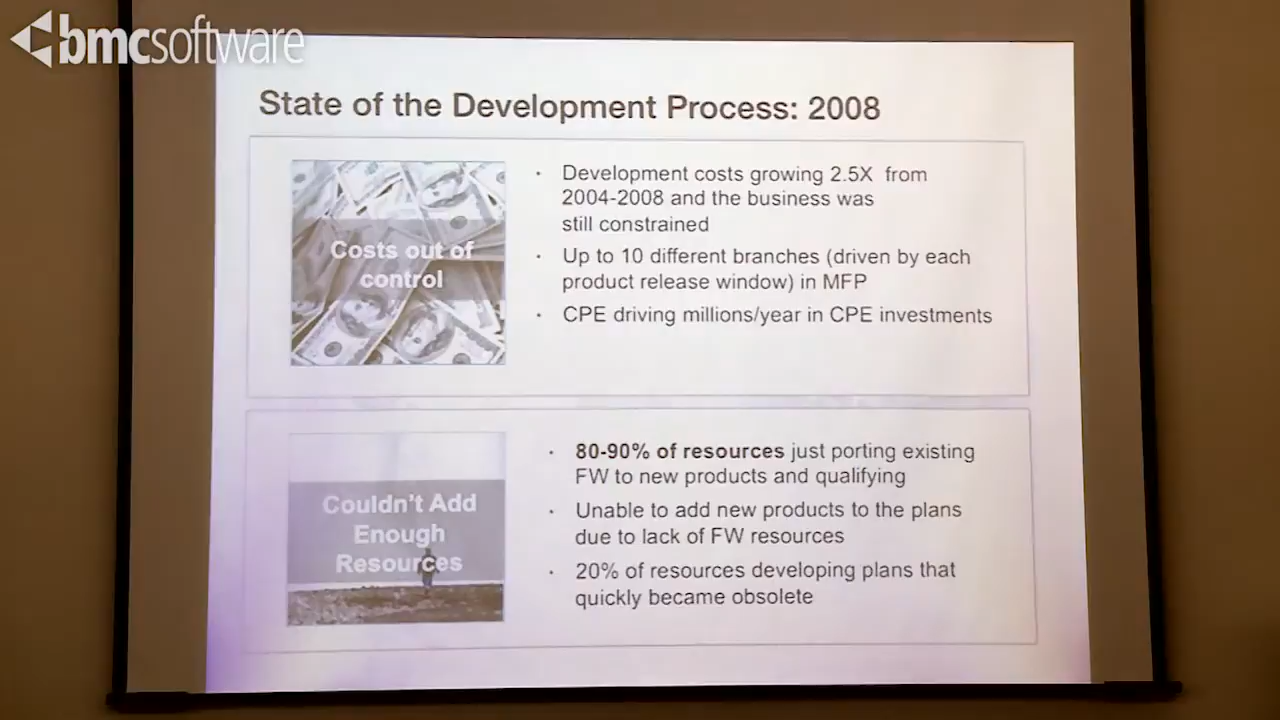 bmcsoftware
State of the Development Process: 2008
Costs out of
control
· Development costs growing 2.5X from
2004-2008 and the business was
still constrained
· Up to 10 different branches (driven by each
product release window) in MFP
· CPE driving millions/year in CPE investments
Couldn't Add
Enough
Resources
· 80-90% of resources just porting existing
FW to new products and qualifying
· Unable to add new products to the plans
due to lack of FW resources
· 20% of resources developing plans that
quickly became obsolete